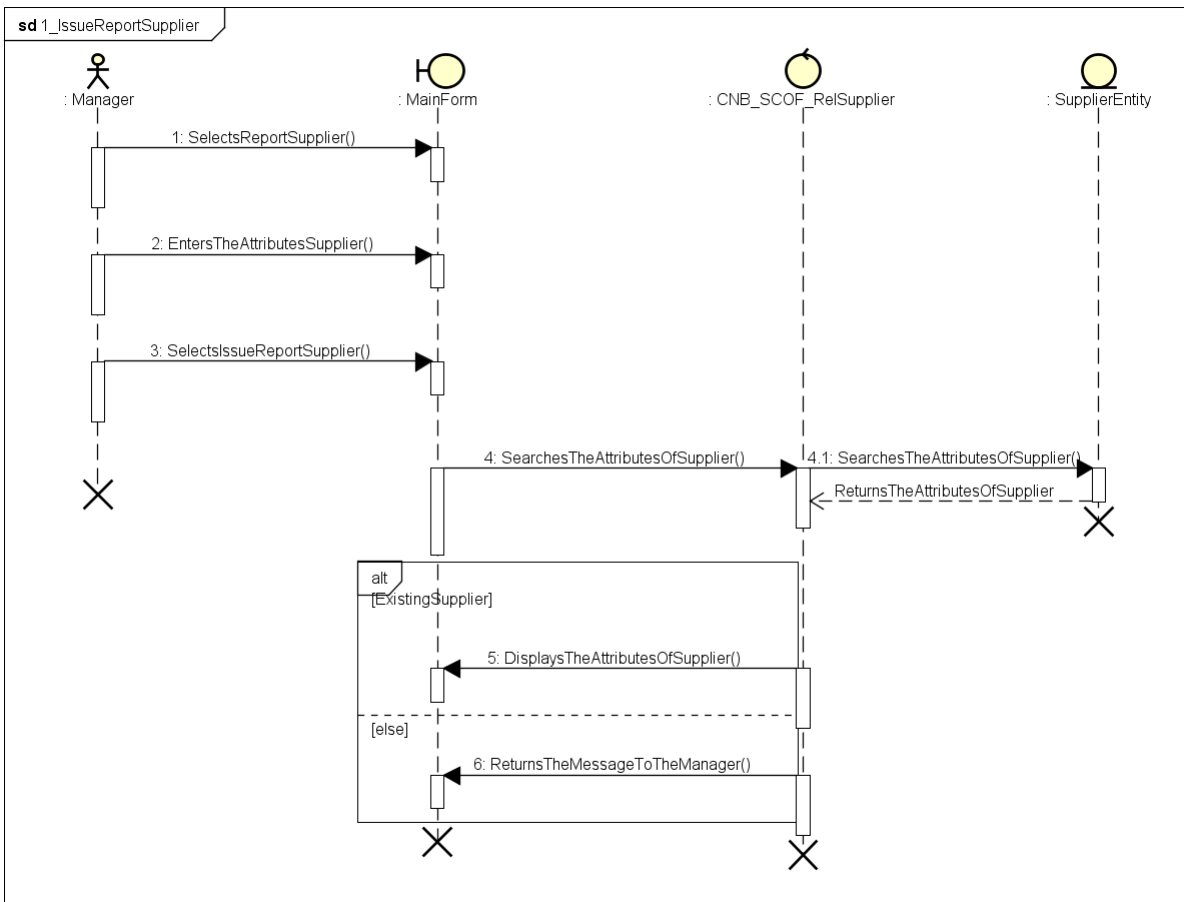 sd 1_IssueReportSupplier
: Manager
: MainForm
: CNB_SCOF_RelSupplier
: SupplierEntity
1: SelectsReportSupplier()
2: EntersTheAttributesSupplier()
3: SelectsIssueReportSupplier()
4: SearchesTheAttributesOfSupplier()
4.1: SearchesTheAttributesOfSupplier()
ReturnsTheAttributesOfSupplier
alt
[ExistingSupplier]
5: DisplaysTheAttributesOfSupplier()
[else]
6: ReturnsTheMessageToTheManager()